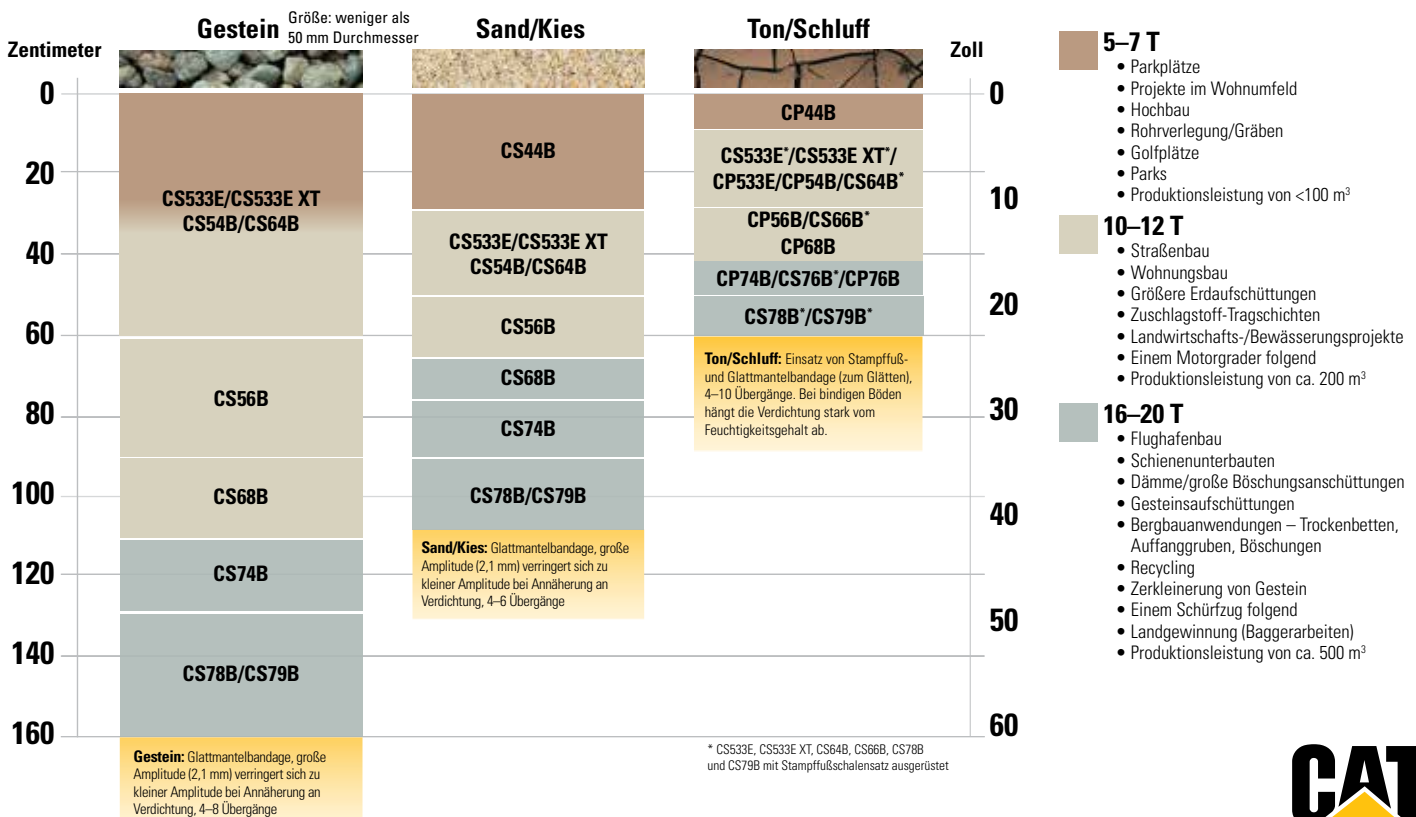 Gestein
Größe: weniger als
50 mm Durchmesser
Sand/Kies
Ton/Schluff
Zentimeter
Zoll
0
20
40
60
80
100
120
140
160
CS533E/CS533E XT
CS54B/CS64B
CS56B
CS68B
CS74B
CS78B/CS79B
Gestein: Glattmantelbandage, große
Amplitude (2,1 mm) verringert sich zu
kleiner Amplitude bei Annäherung an
Verdichtung, 4–8 Übergänge
CS44B
CS533E/CS533E XT
CS54B/CS64B
CS56B
CS68B
CS74B
CS78B/CS79B
Sand/Kies: Glattmantelbandage, große
Amplitude (2,1 mm) verringert sich zu
kleiner Amplitude bei Annäherung an
Verdichtung, 4–6 Übergänge
CP44B
CS533E*/CS533E XT*/
CP533E/CP54B/CS64B*
CP56B/CS66B*
CP68B
CP74B/CS76B*/CP76B
CS78B*/CS79B*
Ton/Schluff: Einsatz von Stampffuß-
und Glattmantelbandage (zum Glätten),
4–10 Übergänge. Bei bindigen Böden
hängt die Verdichtung stark vom
Feuchtigkeitsgehalt ab.
* CS533E, CS533E XT, CS64B, CS66B, CS78B
und CS79B mit Stampffußschalensatz ausgerüstet
0
10
20
30
40
50
60
5–7 T
• Parkplätze
• Projekte im Wohnumfeld
• Hochbau
• Rohrverlegung/Gräben
• Golfplätze
• Parks
• Produktionsleistung von <100 m³
10–12 T
• Straßenbau
• Wohnungsbau
• Größere Erdaufschüttungen
• Zuschlagstoff-Tragschichten
• Landwirtschafts-/Bewässerungsprojekte
• Einem Motorgrader folgend
• Produktionsleistung von ca. 200 m³
16–20 T
• Flughafenbau
• Schienenunterbauten
• Dämme/große Böschungsanschüttungen
• Gesteinsaufschüttungen
• Bergbauanwendungen – Trockenbetten,
Auffanggruben, Böschungen
• Recycling
• Zerkleinerung von Gestein
• Einem Schürfzug folgend
• Landgewinnung (Baggerarbeiten)
• Produktionsleistung von ca. 500 m³
CAT